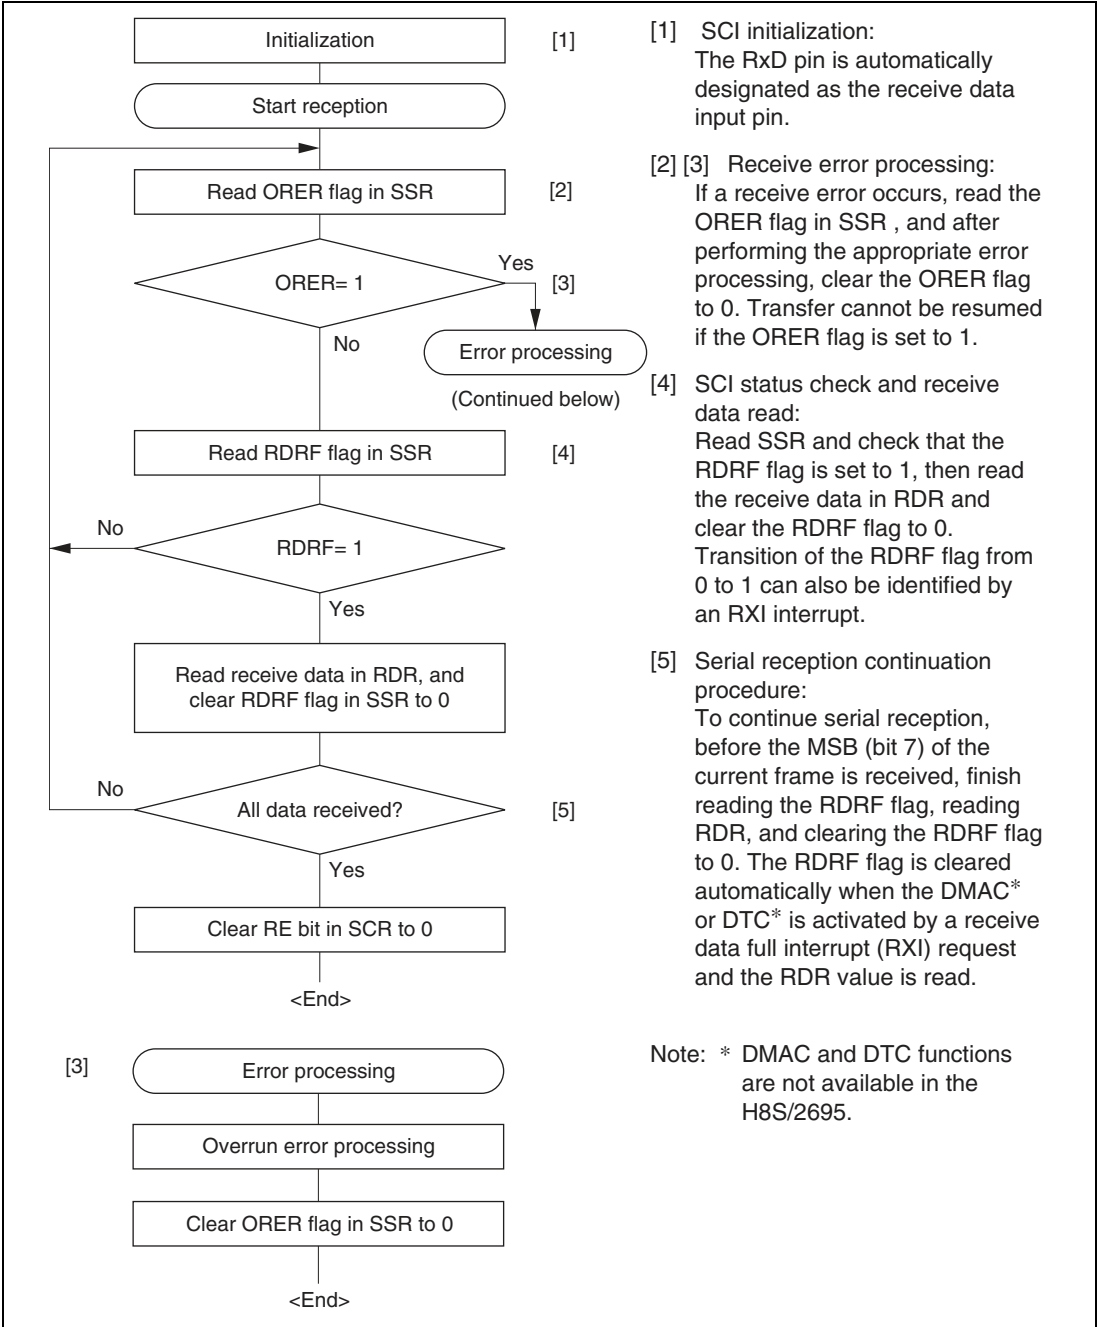 Initialization
[1]
Start reception
Read ORER flag in SSR
[2]
ORER= 1
Yes
[3]
No
Error processing
(Continued below)
Read RDRF flag in SSR
[4]
No
RDRF= 1
Yes
Read receive data in RDR, and
clear RDRF flag in SSR to 0
No
All data received?
[5]
Yes
Clear RE bit in SCR to 0
<End>
[3]
Error processing
Overrun error processing
Clear ORER flag in SSR to 0
<End>
[1] SCI initialization:
The RxD pin is automatically
designated as the receive data
input pin.
[2] [3] Receive error processing:
If a receive error occurs, read the
ORER flag in SSR , and after
performing the appropriate error
processing, clear the ORER flag
to 0. Transfer cannot be resumed
if the ORER flag is set to 1.
[4] SCI status check and receive
data read:
Read SSR and check that the
RDRF flag is set to 1, then read
the receive data in RDR and
clear the RDRF flag to 0.
Transition of the RDRF flag from
0 to 1 can also be identified by
an RXI interrupt.
[5] Serial reception continuation
procedure:
To continue serial reception,
before the MSB (bit 7) of the
current frame is received, finish
reading the RDRF flag, reading
RDR, and clearing the RDRF flag
to 0. The RDRF flag is cleared
automatically when the DMAC*
or DTC* is activated by a receive
data full interrupt (RXI) request
and the RDR value is read.
Note: * DMAC and DTC functions
are not available in the
H8S/2695.